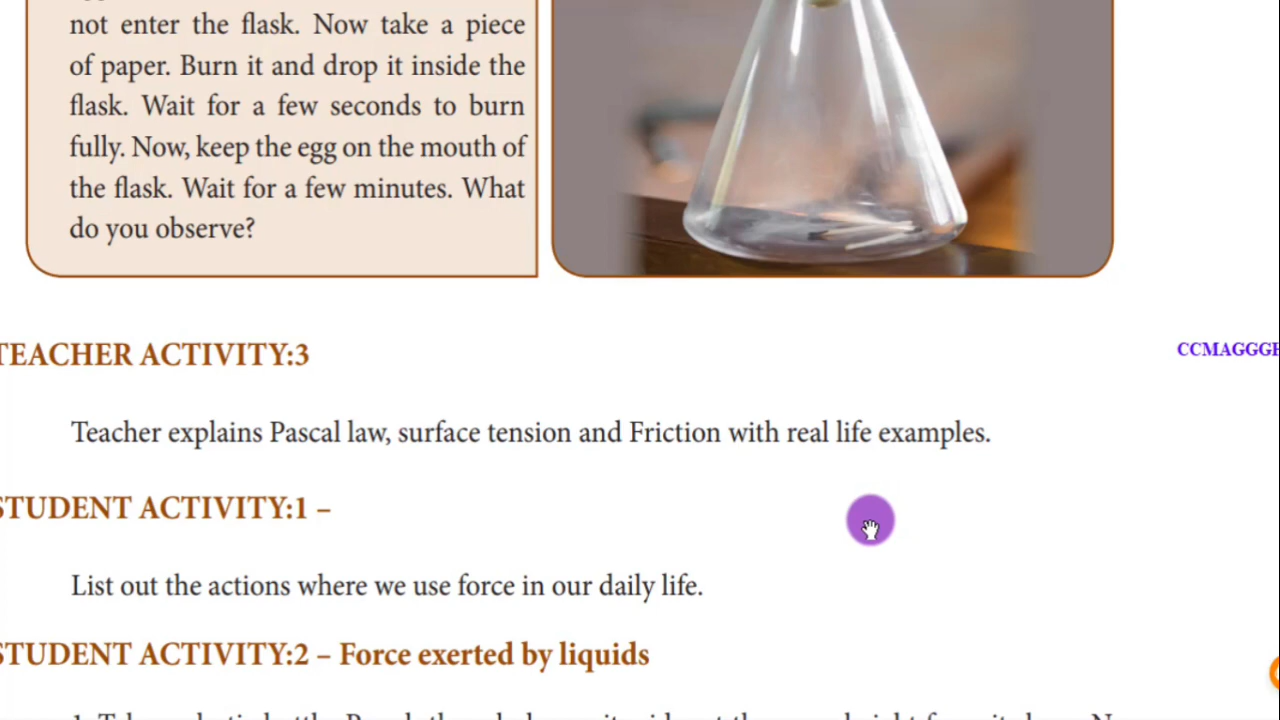 not enter the flask. Now take a piece
of paper. Burn it and drop it inside the
flask. Wait for a few seconds to burn
fully. Now, keep the egg on the mouth of
the flask. Wait for a few minutes. What
do you observe?
TEACHER ACTIVITY:3
CCMAGGGH
Teacher explains Pascal law, surface tension and Friction with real life examples.
STUDENT ACTIVITY:1 –
List out the actions where we use force in our daily life.
STUDENT ACTIVITY:2 – Force exerted by liquids